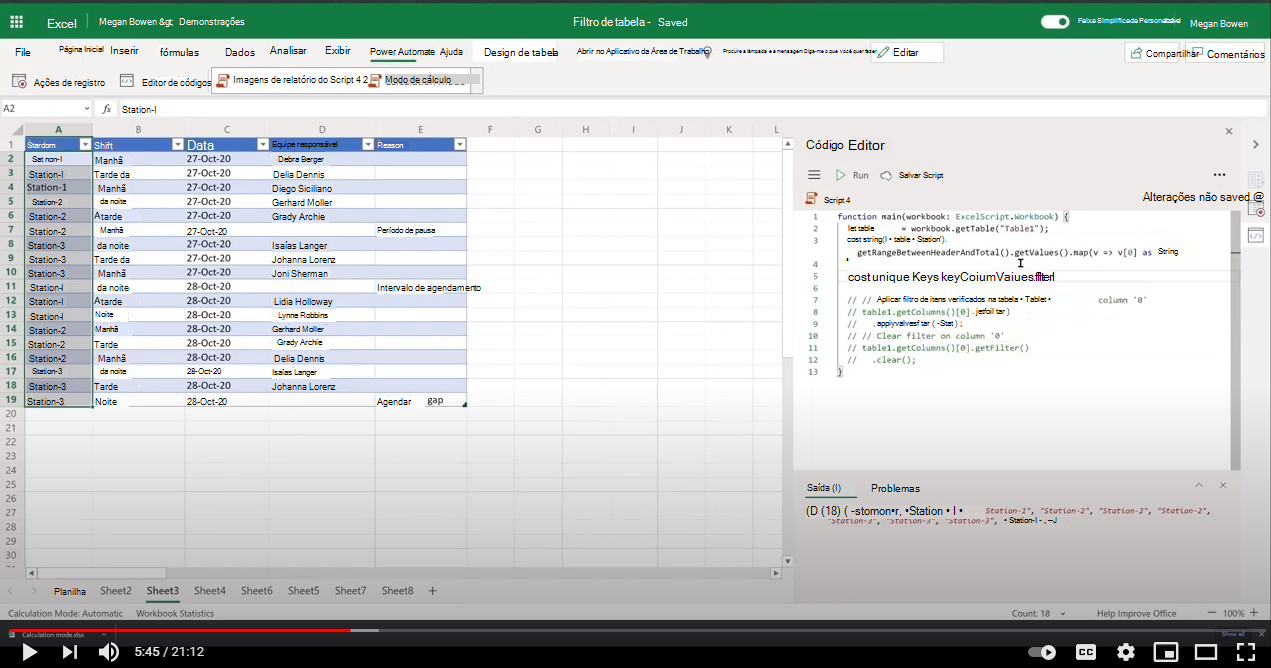 Excel Megan Bowen &gt; Demonstrações Filtro de tabela - Saved Faixa Simplificada Megan Bowen
File Página Inicial Inserir fórmulas Dados Analisar Exibir Power Automate Ajuda Design de tabela Abrir no Aplicativo da Área de Trabalho Procure a lâmpada e a mensagem Diga-me o que você quer fazer Editar Compartilhar Comentários
Ações de registro Editor de códigos Imagens de relatório do Script 4 2 Modo de cálculo
A2 fx Station-l
A B C D E F G H I J K L
1 Stardom Shift Data Equipe responsável Reason
2 Sat non-l Manhã 27-Oct-20 Debra Berger
3 Station-l Tarde da 27-Oct-20 Delia Dennis
4 Station-1 Manhã 27-Oct-20 Diego Siciliano
5 Station-2 da noite 27-Oct-20 Gerhard Moller
6 Station-2 Atarde 27-Oct-20 Grady Archie
7 Station-2 Manhã 27-Oct-20 Período de pausa
8 Station-3 da noite 27-Oct-20 Isaías Langer
9 Station-3 Tarde da 27-Oct-20 Johanna Lorenz
10 Station-3 Manhã 27-Oct-20 Joni Sherman
11 Station-l da noite 28-Oct-20 Intervalo de agendamento
12 Station-l Atarde 28-Oct-20 Lidia Holloway
13 Station-l Noite 28-Oct-20 Lynne Robbins
14 Station-2 Manhã 28-Oct-20 Gerhard Moller
15 Station-2 Tarde 28-Oct-20 Grady Archie
16 Station•2 Manhã 28-Oct-20 Delia Dennis
17 Station-3 da noite 28-Oct-20 Isaías Langer
18 Station-3 Tarde 28-Oct-20 Johanna Lorenz
19 Station-3 Noite 28-Oct-20 Agendar gap
20
21
22
23
24
25
26
27
28
29
30
Planilha Sheet2 Sheet3 Sheet4 Sheet6 Sheet5 Sheet7 Sheet8 +
Calculation Mode: Automatic Workbook Statistics Count: 18 Help Improve Office 100%
Código Editor
Run Salvar Script
Script 4 Alterações não saved @
1 function main(workbook: ExcelScript.Workbook) {
2 let table = workbook.getTable("Table1");
3 cost string(l • table • Station').
getRangeBetweenHeaderAndTotal().getValues().map(v => v[0] as String
4
5 cost unique Keys keyCoiumVaiues.filter
6
7 // // Aplicar filtro de itens verificados na tabela • Tablet • column '0'
8 // table1.getColumns()[0] .jetfoil tar)
9 // . appiyvalvesf tar ( -Stat) ;
10 // // Clear filter on column '0'
11 // table1.getColumns()[0].getFilter()
12 // .clear();
13 }
Saída (l) Problemas
(D (18) ( -stomon•r, •Station • l • Station-1", "Station-2", "Station-2", "Station-2",
"Station-3", "Station-3", "Station-3", • Station-l - , --J
Calculation mode.xlsx Show all
5:45 / 21:12 CC